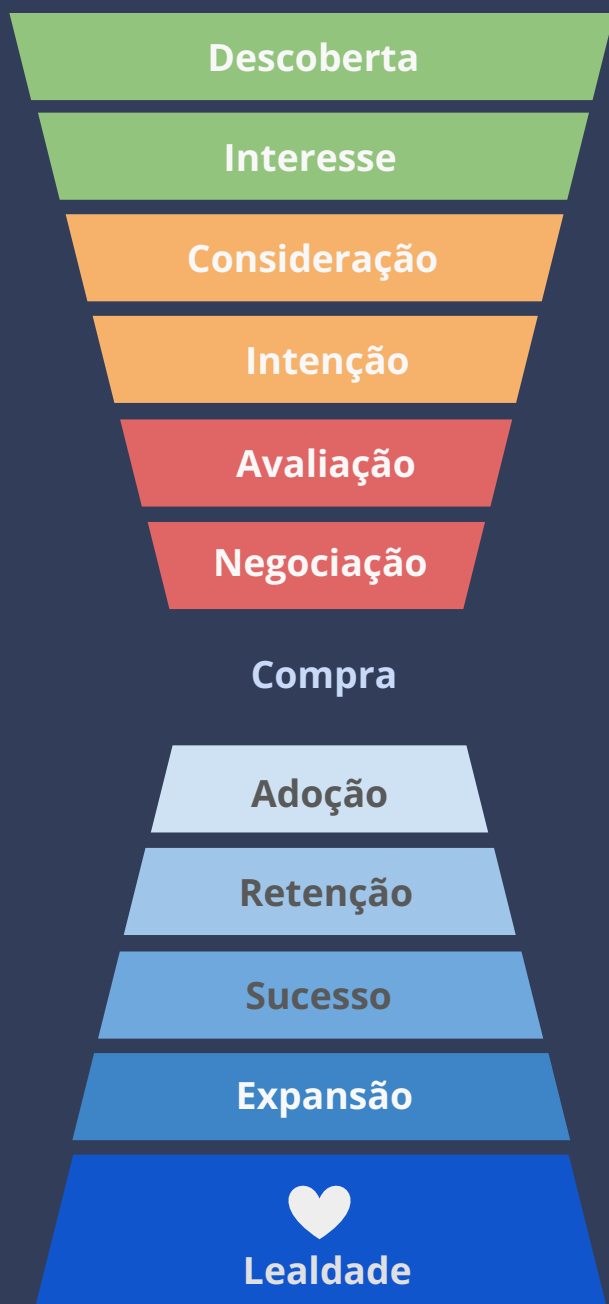 Descoberta
Interesse
Consideração
Intenção
Avaliação
Negociação
Compra
Adoção
Retenção
Sucesso
Expansão
Lealdade